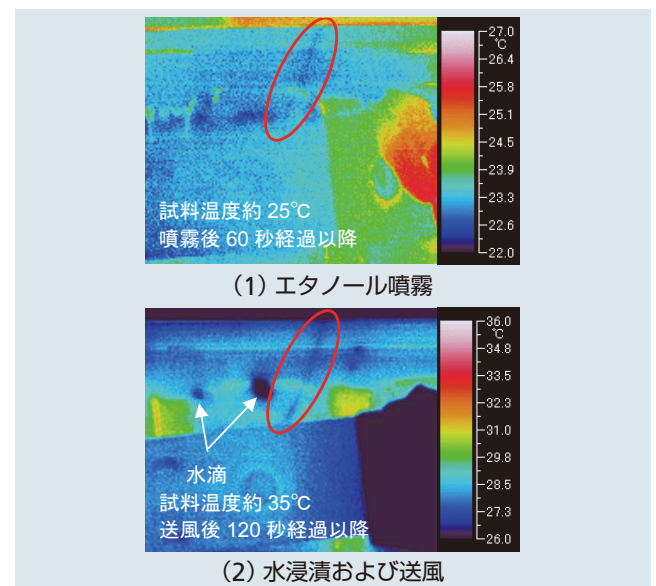 27.0
℃
26.4
25.8
25.1
24.5
23.9
23.3
22.6
22.0
試料温度約 25℃
噴霧後 60 秒経過以降
(1) エタノール噴霧
36.0
℃
34.8
33.5
32.3
31.0
29.8
28.5
27.3
26.0
水滴
試料温度約 35℃
送風後 120 秒経過以降
(2) 水浸漬および送風